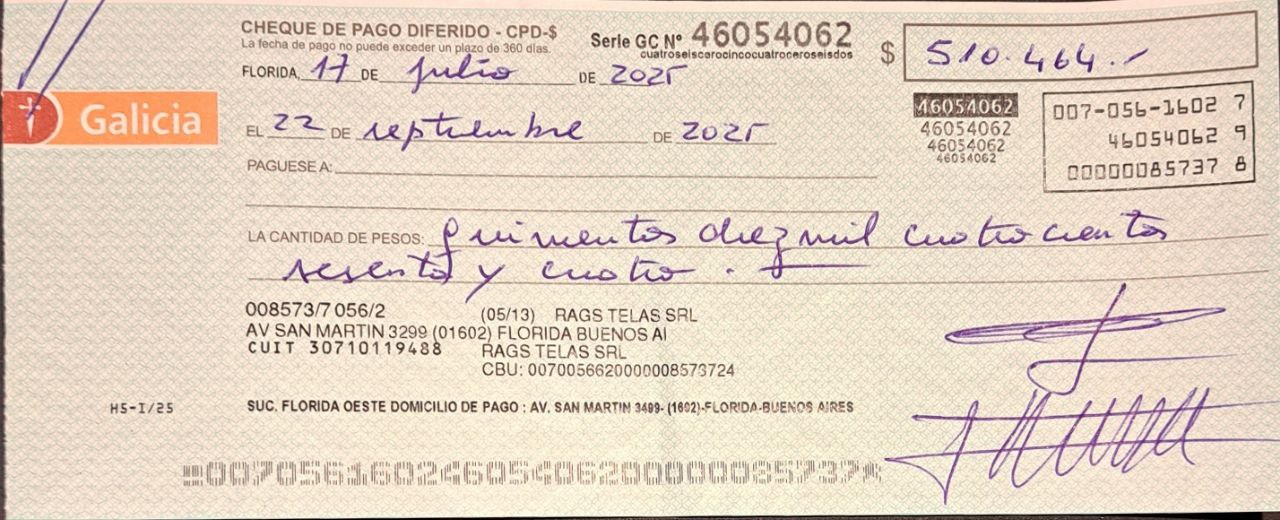 CHEQUE DE PAGO DIFERIDO - CPD-$
La fecha de pago no puede exceder un plazo de 360 días.
Serie GC Nº 46054062
cuatroseiscerocincocuatroceroseisdos
$ 510.464.-
FLORIDA, 17 DE julio DE 2025
Galicia
EL 22 DE septiembre DE 2025
46054062
46054062
46054062
46054062
007-056-1602 7
46054062 9
00000085737 8
PAGUESE A:
LA CANTIDAD DE PESOS: quinientos diez mil cuatrocientos
sesenta y cuatro . -
008573/7 056/2 (05/13) RAGS TELAS SRL
AV SAN MARTIN 3299 (01602) FLORIDA BUENOS AI
CUIT 30710119488 RAGS TELAS SRL
CBU: 0070056620000008573724
HS-I/25
SUC. FLORIDA OESTE DOMICILIO DE PAGO : AV. SAN MARTIN 3499- (1602)-FLORIDA-BUENOS AIRES
00705616024605406200000085737